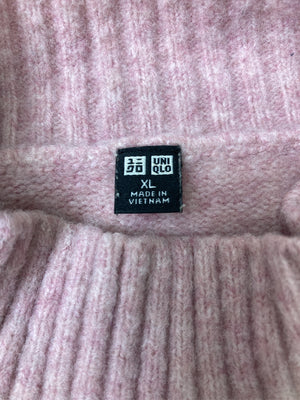 ユニ UNI
クロ QLO
XL
MADE IN
VIETNAM